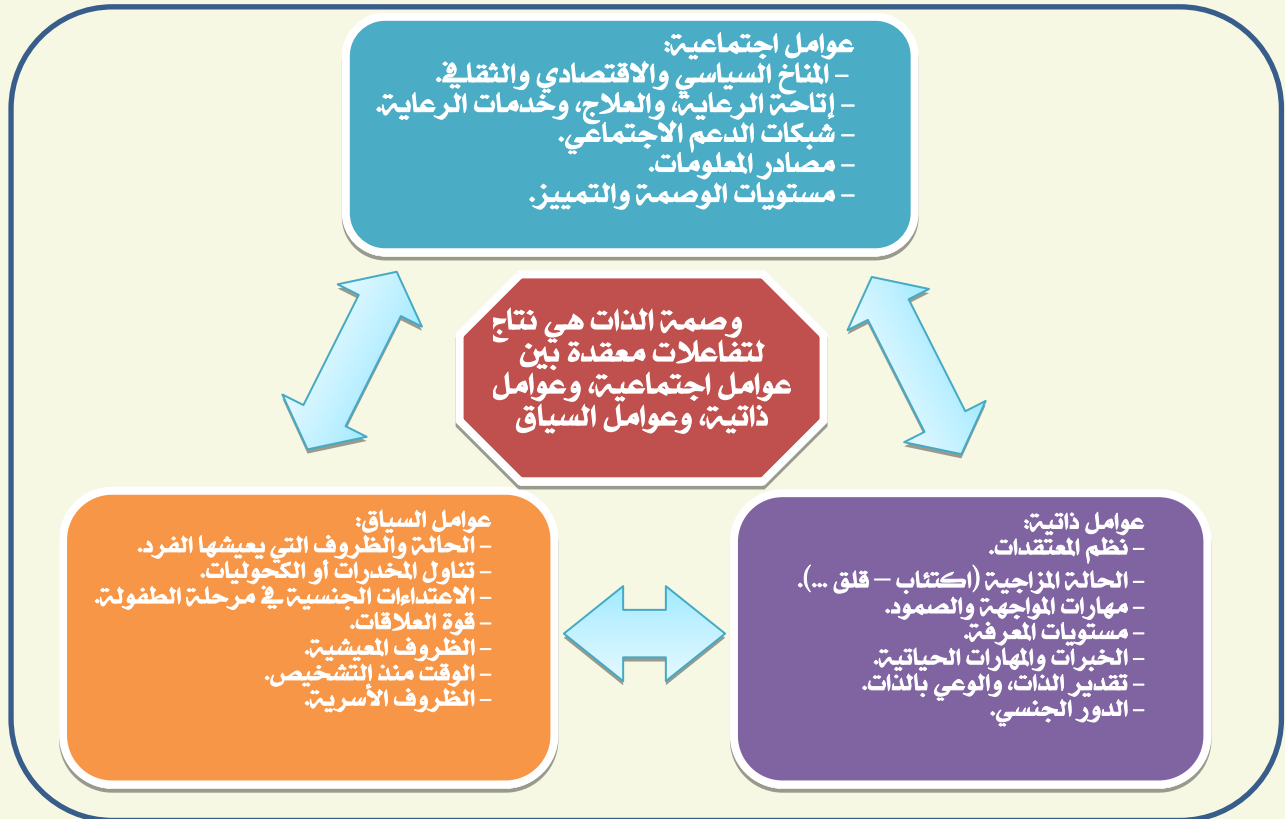 عوامل اجتماعية:
– المناخ السياسي والاقتصادي والثقافي.
– إتاحة الرعاية، والعلاج، وخدمات الرعاية.
– شبكات الدعم الاجتماعي.
– مصادر المعلومات.
– مستويات الوصمة والتمييز.
وصمة الذات هي نتاج
لتفاعلات معقدة بين
عوامل اجتماعية، وعوامل
ذاتية، وعوامل السياق
عوامل ذاتية:
– نظم المعتقدات.
– الحالة المزاجية (اكتئاب – قلق ...).
– مهارات المواجهة والصمود.
– مستويات المعرفة.
– الخبرات والمهارات الحياتية.
– تقدير الذات، والوعي بالذات.
– الدور الجنسي.
عوامل السياق:
– الحالة والظروف التي يعيشها الفرد.
– تناول المخدرات أو الكحوليات.
– الاعتداءات الجنسية في مرحلة الطفولة.
– قوة العلاقات.
– الظروف المعيشية.
– الوقت منذ التشخيص.
– الظروف الأسرية.